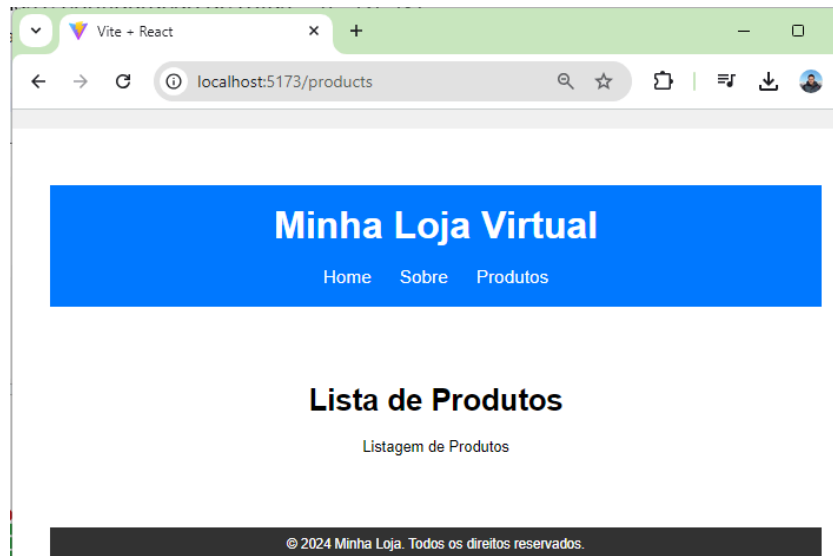 Vite + React
localhost:5173/products
Minha Loja Virtual
Home Sobre Produtos
Lista de Produtos
Listagem de Produtos
© 2024 Minha Loja. Todos os direitos reservados.